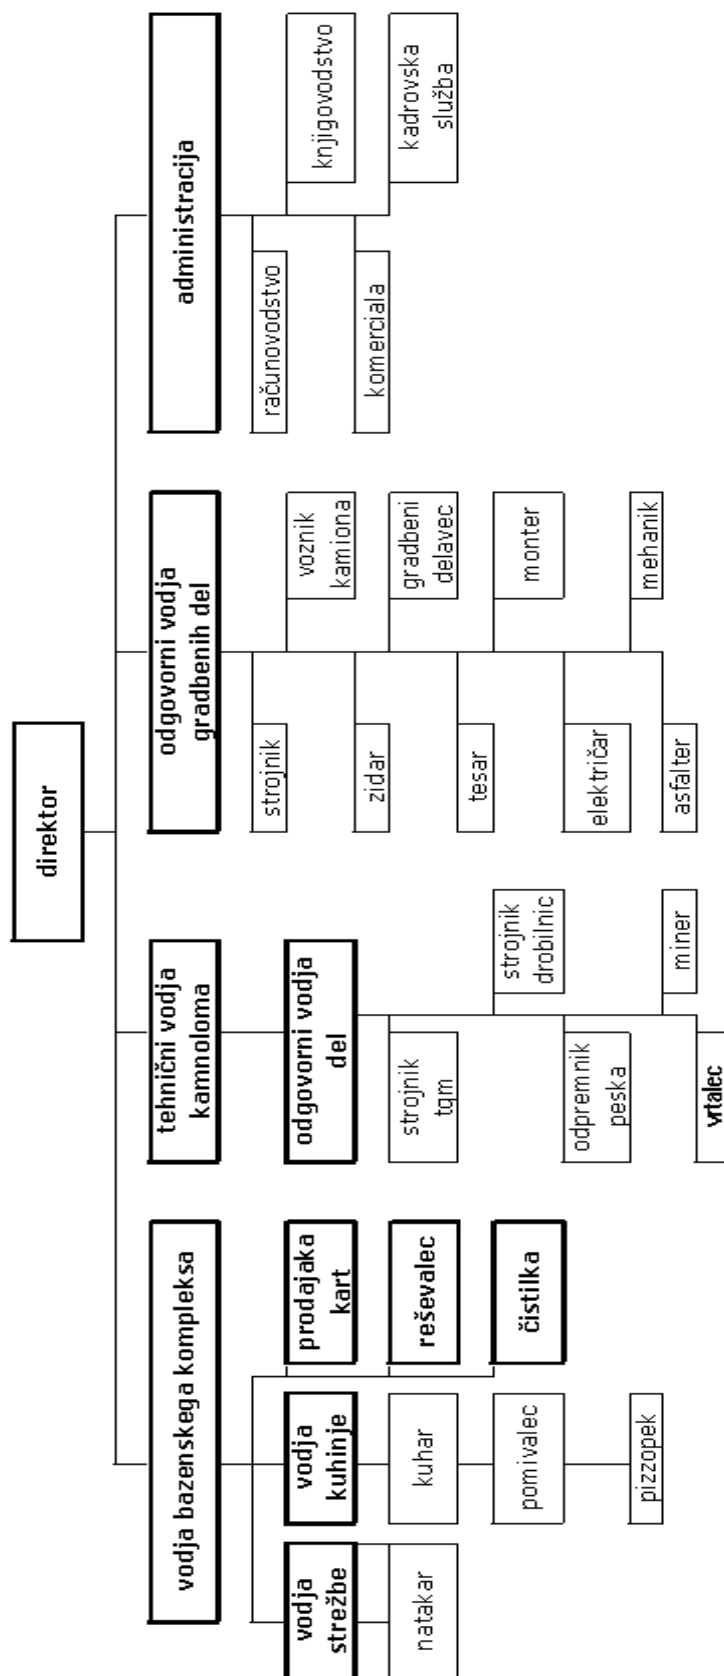 direktor
vodja bazenskega kompleksa
tehnični vodja
kamnoloma
odgovorni vodja
gradbenih del
administracija
vodja
strežbe
natakar
vodja
kuhinje
kuhar
pomivalec
pizzopek
prodajaka
kart
reševalec
čistilka
odgovorni vodja
del
strojnik
tgm
strojnik
drobilnic
odpremnik
peska
miner
vrtalec
strojnik
voznik
kamiona
zidar
gradbeni
delavec
tesar
monter
električar
mehanik
asfalter
računovodstvo
knjigovodstvo
komerciala
kadrovska
služba